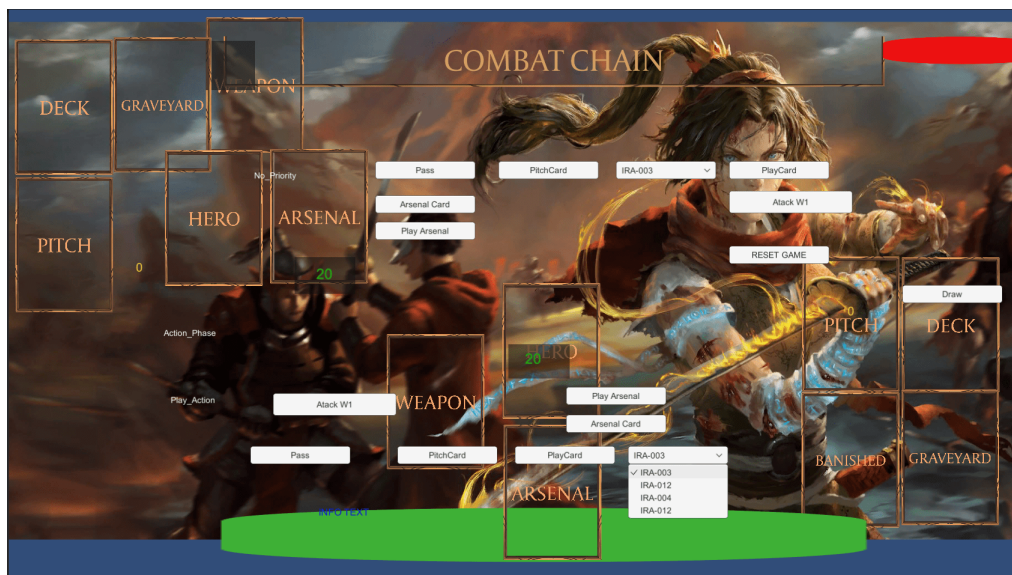 COMBAT CHAIN
WEAPON
DECK
GRAVEYARD
No_Priority
Pass
PitchCard
IRA-003
PlayCard
Arsenal Card
Atack W1
Play Arsenal
HERO
ARSENAL
PITCH
0
20
RESET GAME
Draw
0
PITCH
DECK
Action_Phase
HERO
20
Play_Action
Atack W1
WEAPON
Play Arsenal
Arsenal Card
Pass
PitchCard
PlayCard
IRA-003
IRA-003
IRA-012
IRA-004
IRA-012
BANISHED
GRAVEYARD
ARSENAL
INFOTEXT